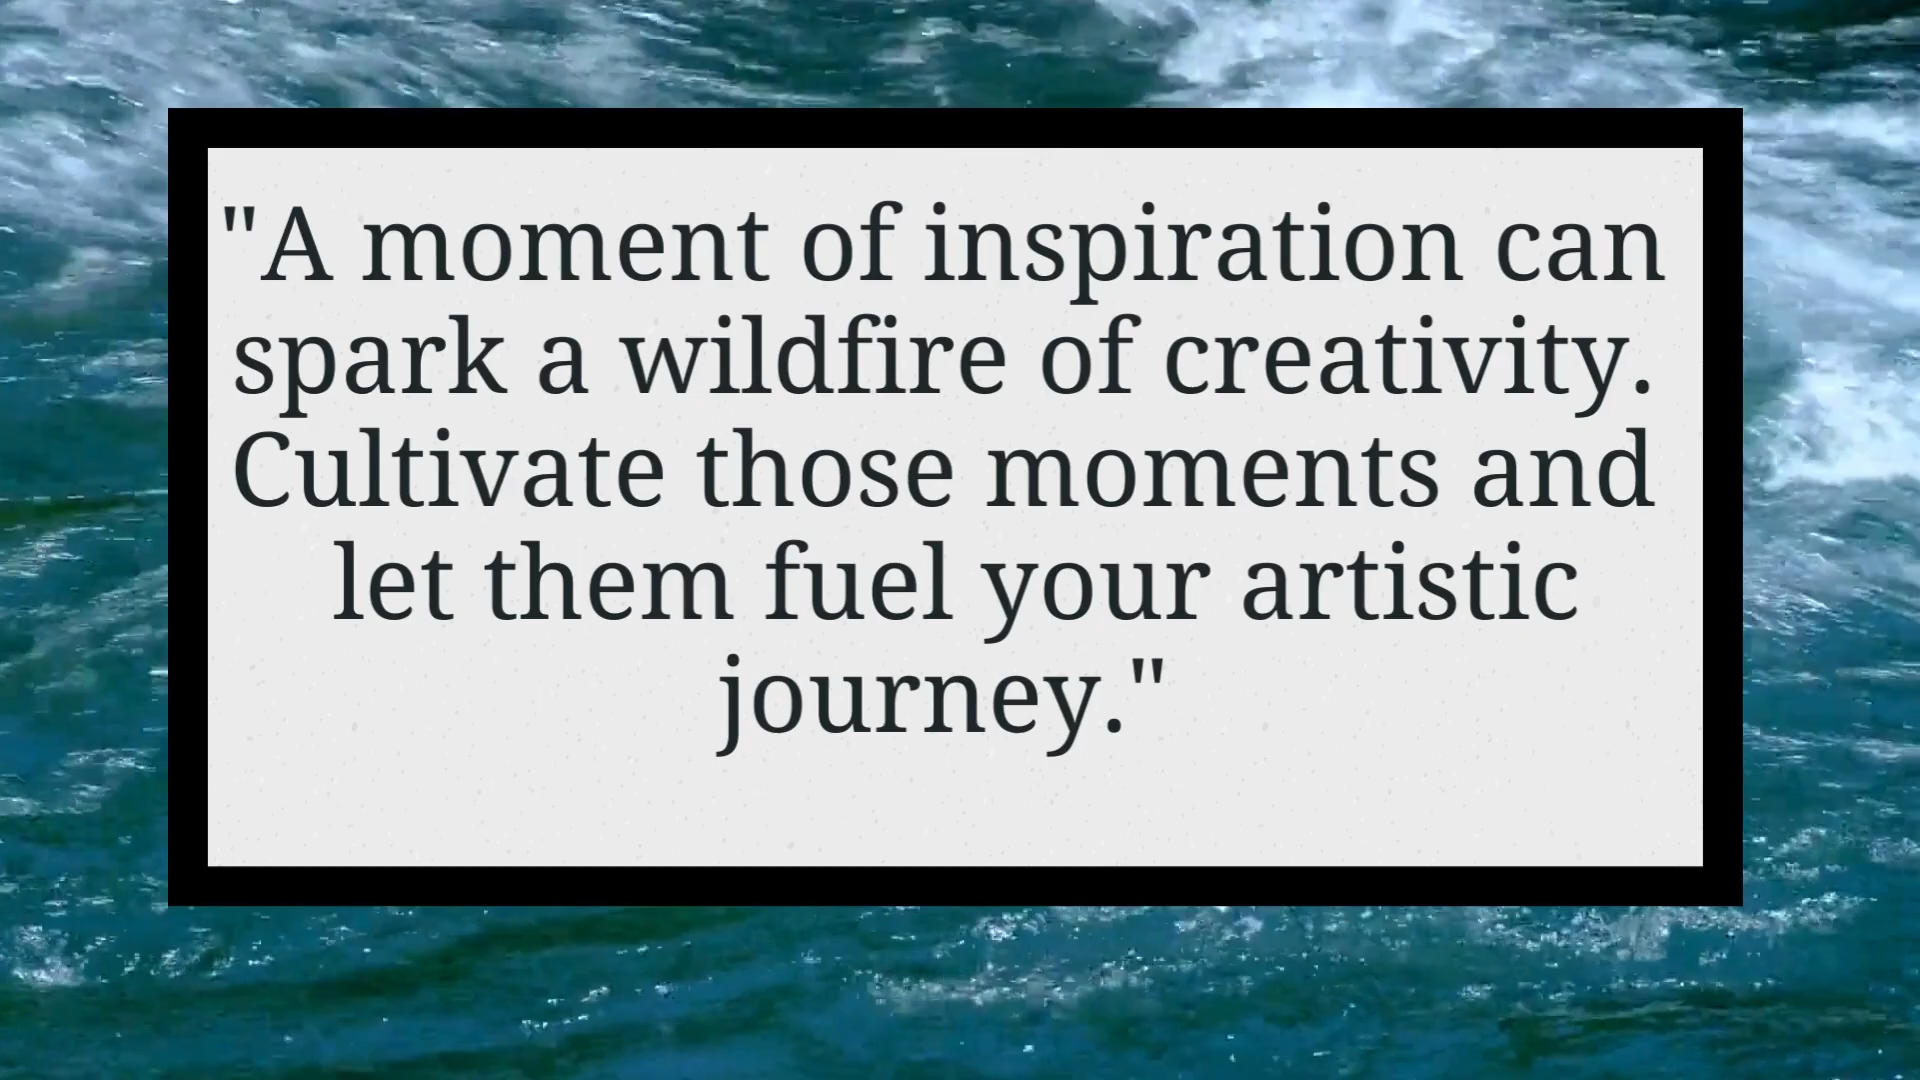 "A moment of inspiration can
spark a wildfire of creativity.
Cultivate those moments and
let them fuel your artistic
journey."